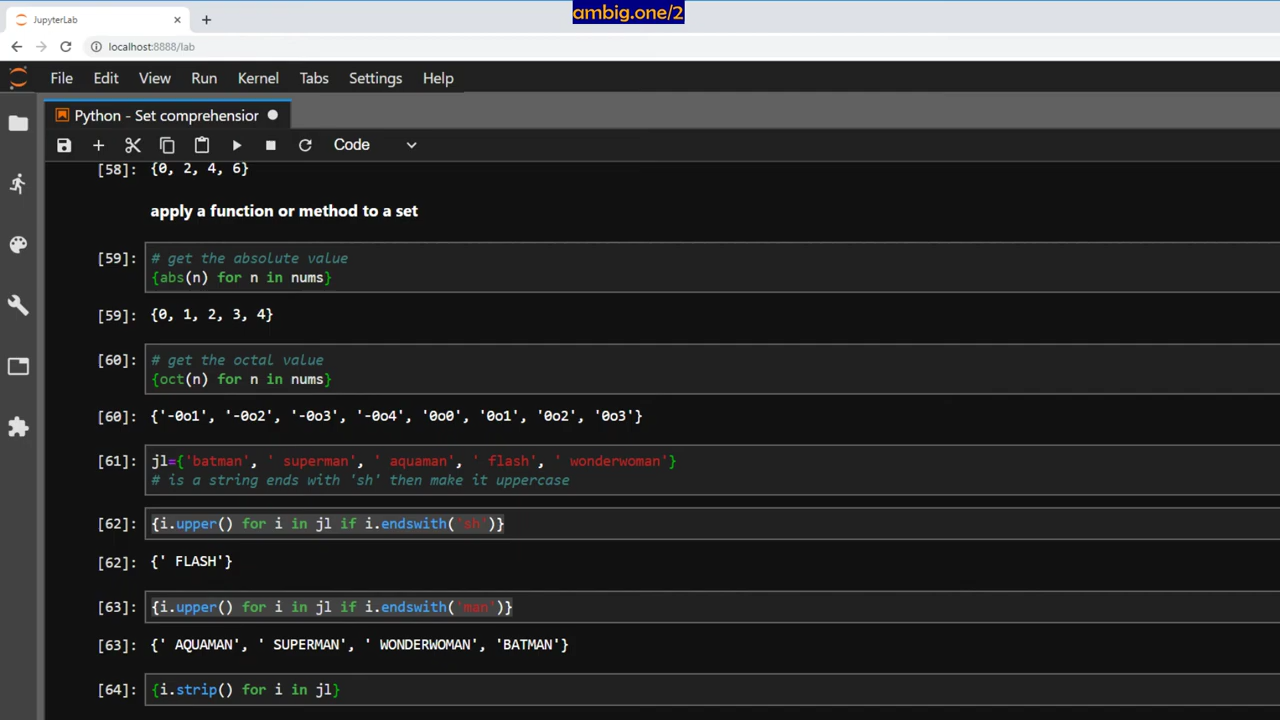 ambig.one/2
JupyterLab
localhost:8888/lab
File Edit View Run Kernel Tabs Settings Help
Python - Set comprehension
Code
[58]: {0, 2, 4, 6}
apply a function or method to a set
[59]: # get the absolute value
{abs(n) for n in nums}
[59]: {0, 1, 2, 3, 4}
[60]: # get the octal value
{oct(n) for n in nums}
[60]: {'-0o1', '-0o2', '-0o3', '-0o4', '0o0', '0o1', '0o2', '0o3'}
[61]: jl={'batman', ' superman', ' aquaman', ' flash', ' wonderwoman'}
# is a string ends with 'sh' then make it uppercase
[62]: {i.upper() for i in jl if i.endswith('sh')}
[62]: {' FLASH'}
[63]: {i.upper() for i in jl if i.endswith('man')}
[63]: {' AQUAMAN', ' SUPERMAN', ' WONDERWOMAN', 'BATMAN'}
[64]: {i.strip() for i in jl}